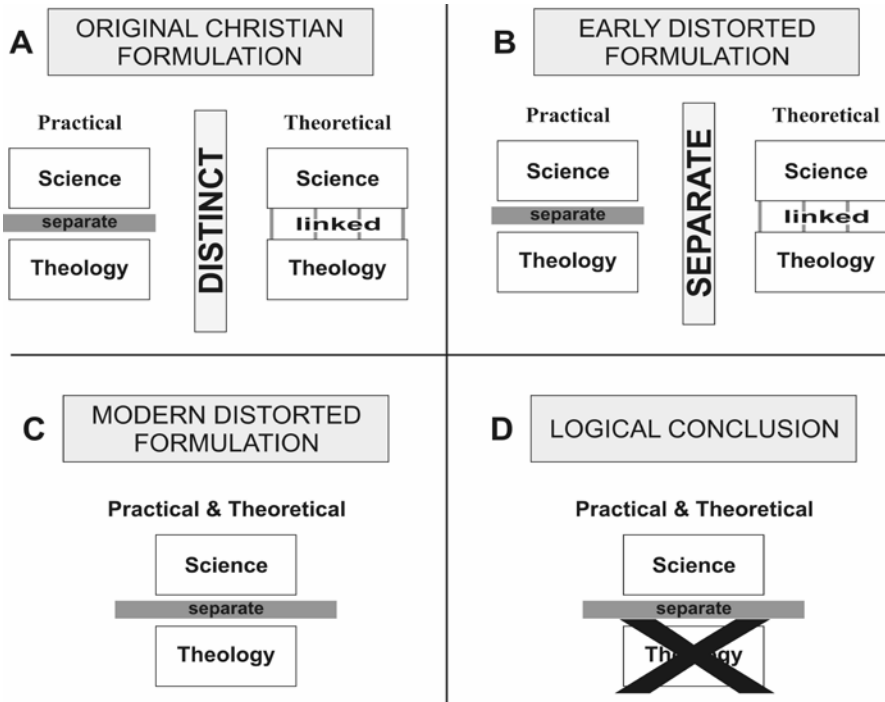 A
ORIGINAL CHRISTIAN
FORMULATION
Practical
Theoretical
Science
separate
Theology
DISTINCT
Science
linked
Theology
B
EARLY DISTORTED
FORMULATION
Practical
Theoretical
Science
separate
Theology
SEPARATE
Science
linked
Theology
C
MODERN DISTORTED
FORMULATION
Practical & Theoretical
Science
separate
Theology
D
LOGICAL CONCLUSION
Practical & Theoretical
Science
separate
Theology